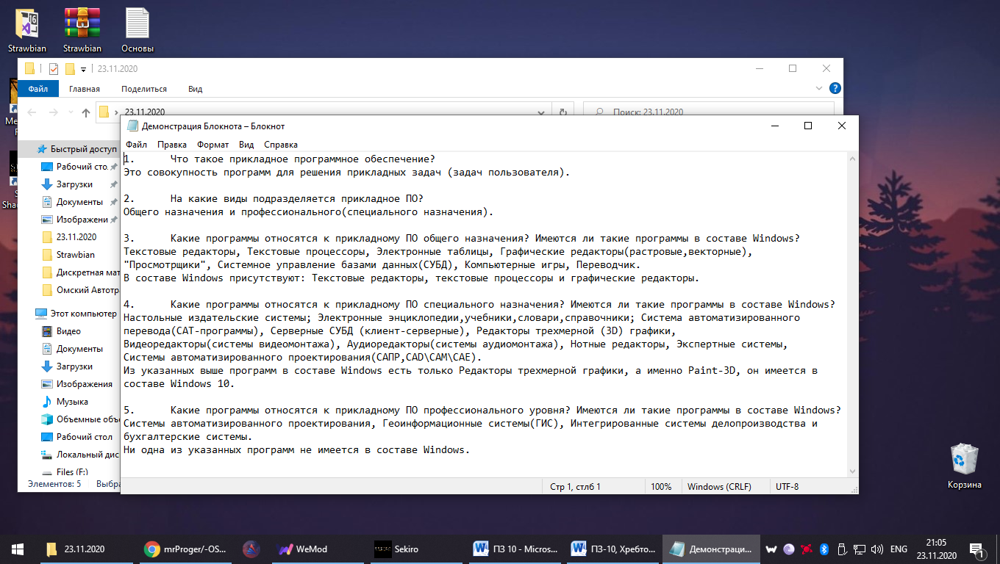 Strawbian
Strawbian
Основы
23.11.2020
Файл
Главная
Поделиться
Вид
23.11.2020
Поиск: 23.11.2020
Демонстрация Блокнота – Блокнот
Файл Правка Формат Вид Справка
Быстрый доступ
Рабочий сто.
Загрузки
Документы
Изображени
23.11.2020
Strawbian
Дискретная мат
Омский Автотра
Этот компьютер
Видео
Документы
Загрузки
Изображения
Музыка
Объемные объе
Рабочий стол
Локальный дис
Files (F:)
Элементов: 5
Выбра
1. Что такое прикладное программное обеспечение?
Это совокупность программ для решения прикладных задач (задач пользователя).
2. На какие виды подразделяется прикладное ПО?
Общего назначения и профессионального(специального назначения).
3. Какие программы относятся к прикладному ПО общего назначения? Имеются ли такие программы в составе Windows?
Текстовые редакторы, Текстовые процессоры, Электронные таблицы, Графические редакторы(растровые,векторные),
"Просмотрщики", Системное управление базами данных(СУБД), Компьютерные игры, Переводчик.
В составе Windows присутствуют: Текстовые редакторы, текстовые процессоры и графические редакторы.
4. Какие программы относятся к прикладному ПО специального назначения? Имеются ли такие программы в составе Windows?
Настольные издательские системы; Электронные энциклопедии,учебники,словари,справочники; Система автоматизированного
перевода(САТ-программы), Серверные СУБД (клиент-серверные), Редакторы трехмерной (3D) графики,
Видеоредакторы(системы видеомонтажа), Аудиоредакторы(системы аудиомонтажа), Нотные редакторы, Экспертные системы,
Системы автоматизированного проектирования(САПР,CAD\CAM\CAE).
Из указанных выше программ в составе Windows есть только Редакторы трехмерной графики, а именно Paint-3D, он имеется в
составе Windows 10.
5. Какие программы относятся к прикладному ПО профессионального уровня? Имеются ли такие программы в составе Windows?
Системы автоматизированного проектирования, Геоинформационные системы(ГИС), Интегрированные системы делопроизводства и
бухгалтерские системы.
Ни одна из указанных программ не имеется в составе Windows.
Стр 1, стлб 1
100%
Windows (CRLF)
UTF-8
Корзина
23.11.2020
mrProger/-OS...
WeMod
Sekiro
ПЗ 10 - Micros...
ПЗ-10, Хребто...
Демонстраци...
ENG
21:05
23.11.2020
1